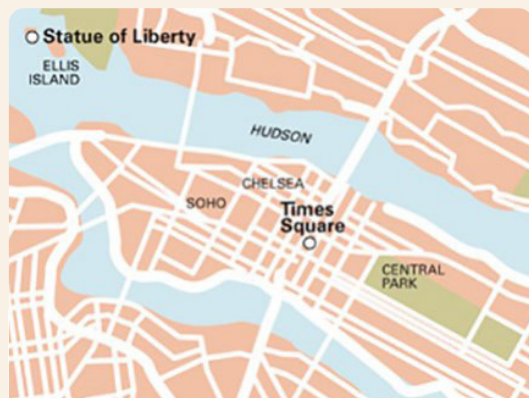 Statue of Liberty
ELLIS
ISLAND
HUDSON
CHELSEA
SOHO
Times
Square
CENTRAL
PARK